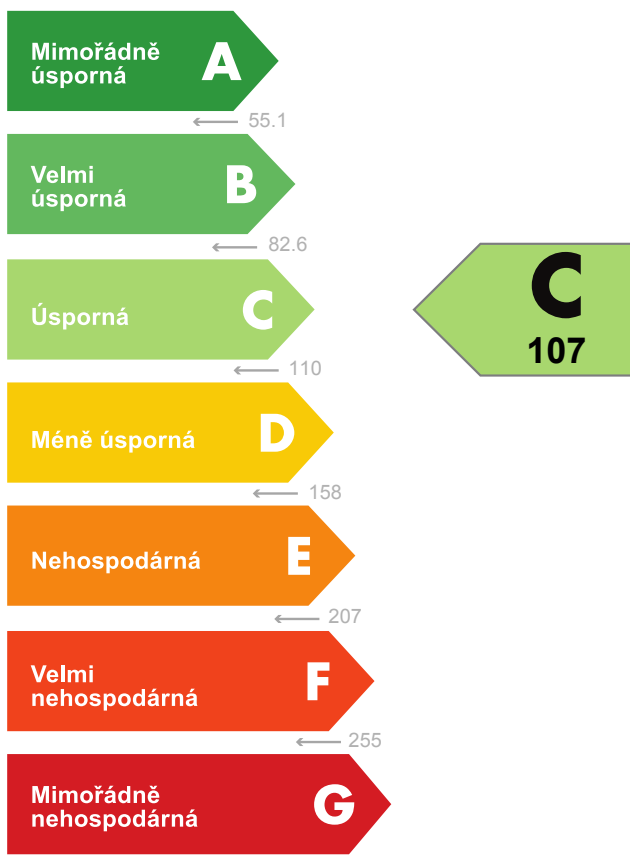 Mimořádně
úsporná
A
← 55.1
Velmi
úsporná
B
← 82.6
Úsporná
C
← 110
C
107
Méně úsporná
D
← 158
Nehospodárná
E
← 207
Velmi
nehospodárná
F
← 255
Mimořádně
nehospodárná
G